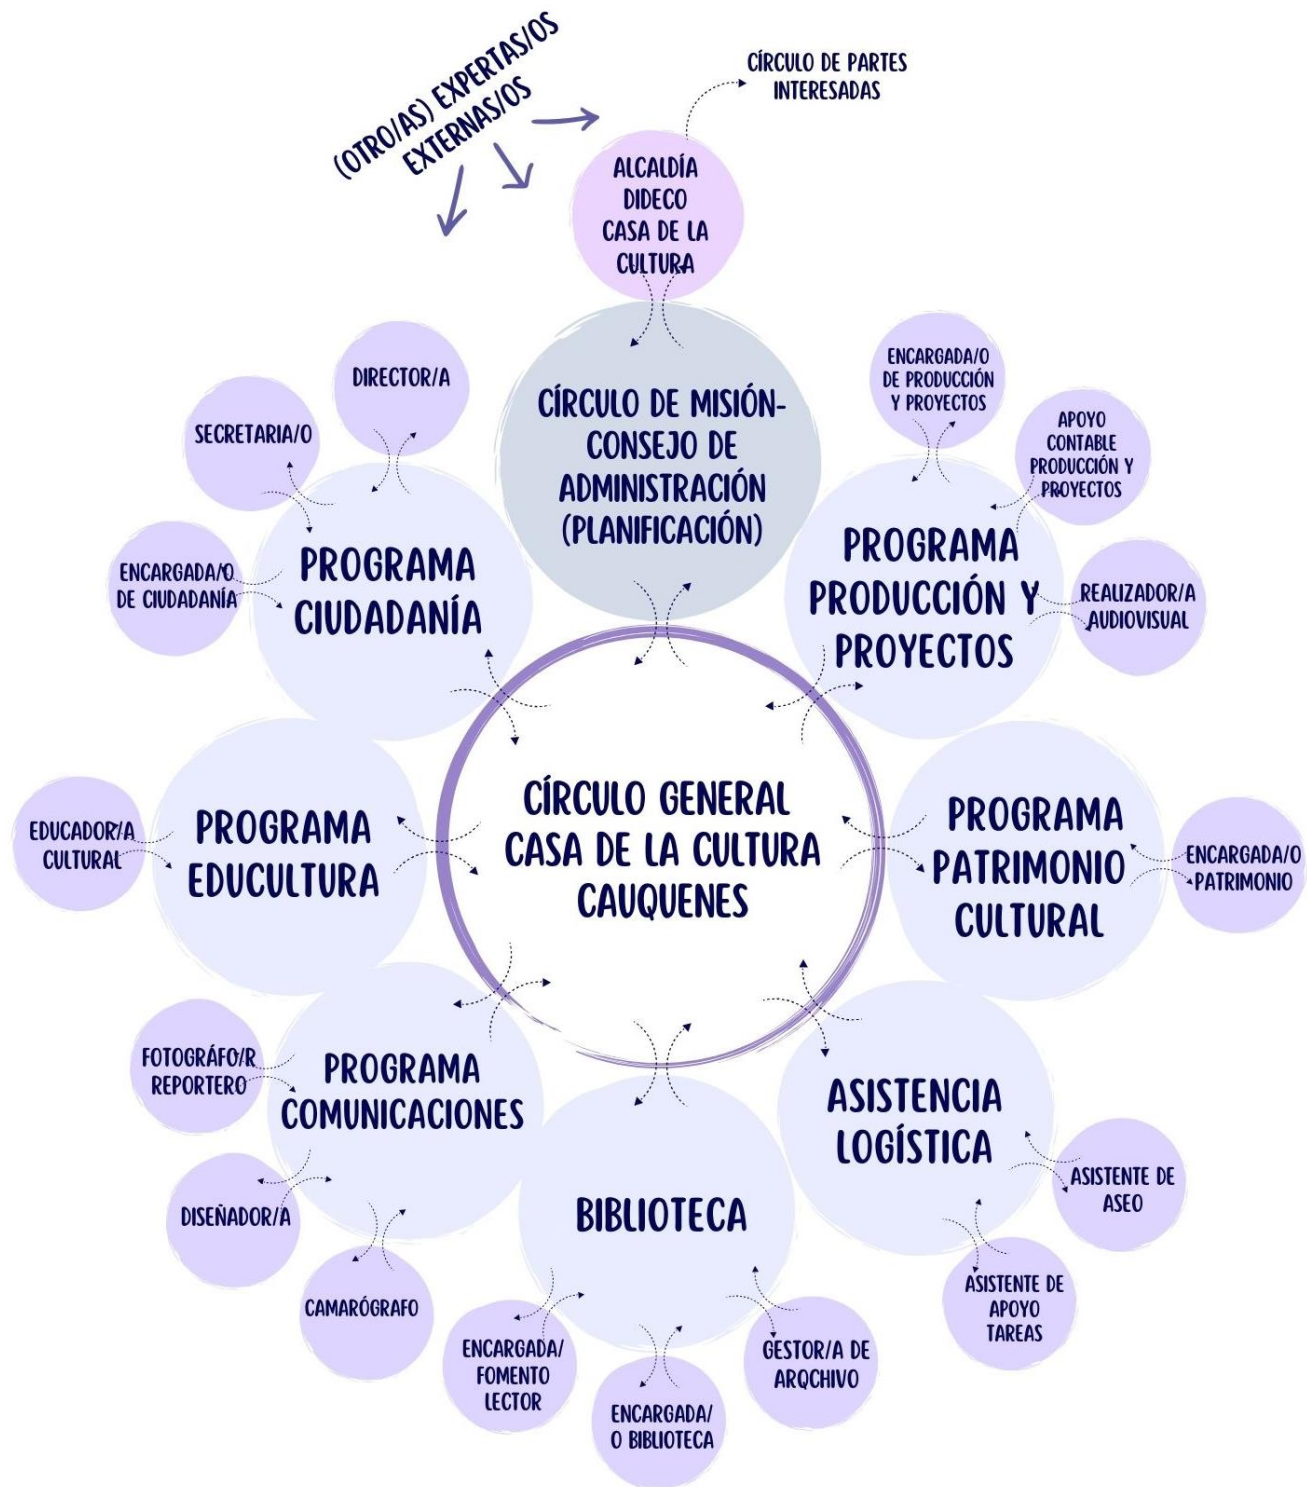 (OTRO/AS) EXPERTAS/OS
EXTERNAS/OS
CÍRCULO DE PARTES
INTERESADAS
ALCALDÍA
DIDECO
CASA DE LA
CULTURA
CÍRCULO DE MISIÓN-
CONSEJO DE
ADMINISTRACIÓN
(PLANIFICACIÓN)
DIRECTOR/A
SECRETARIA/O
ENCARGADA/O
DE CIUDADANÍA
PROGRAMA
CIUDADANÍA
ENCARGADA/O
DE PRODUCCIÓN
Y PROYECTOS
APOYO
CONTABLE
PRODUCCIÓN Y
PROYECTOS
REALIZADOR/A
AUDIOVISUAL
PROGRAMA
PRODUCCIÓN Y
PROYECTOS
CÍRCULO GENERAL
CASA DE LA CULTURA
CAUQUENES
EDUCADOR/A
CULTURAL
PROGRAMA
EDUCULTURA
PROGRAMA
PATRIMONIO
CULTURAL
ENCARGADA/O
PATRIMONIO
FOTOGRÁFO/R
REPORTERO
DISEÑADOR/A
CAMARÓGRAFO
PROGRAMA
COMUNICACIONES
ASISTENCIA
LOGÍSTICA
ASISTENTE DE
ASEO
ASISTENTE DE
APOYO
TAREAS
BIBLIOTECA
ENCARGADA/
FOMENTO
LECTOR
ENCARGADA/
O BIBLIOTECA
GESTOR/A DE
ARQCHIVO